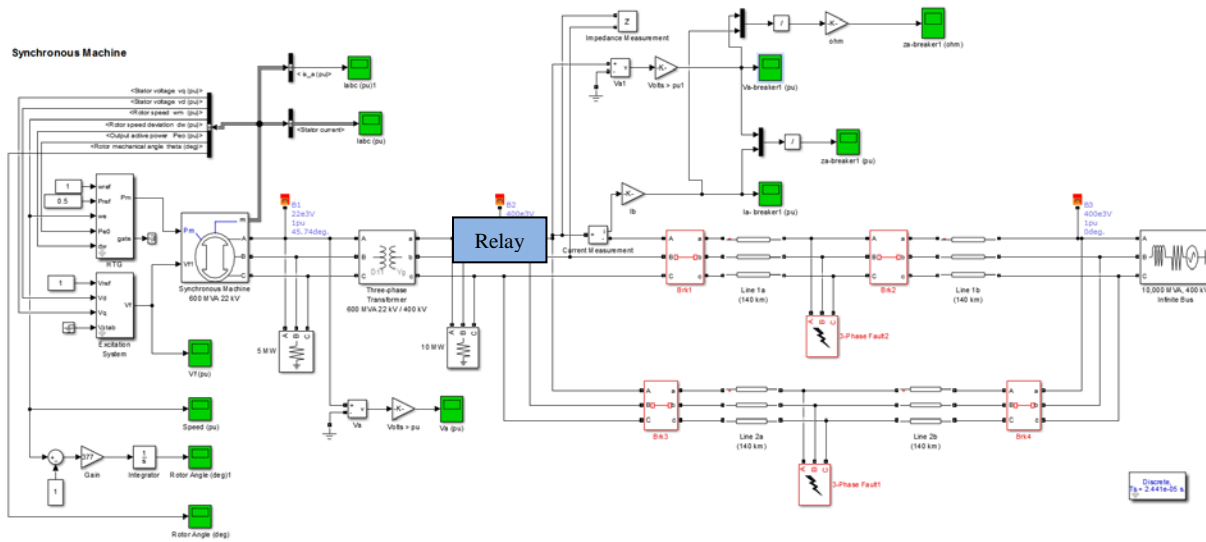 Synchronous Machine
<Stator voltage vq (pu)>
<Stator voltage vd (pu)>
<Rotor speed wm (pu)>
<Rotor speed deviation dw (pu)>
<Output active power Peo (pu)>
<Rotor mechanical angle theta (deg)>
Iabc (pu)1
<Stator current>
Iabc (pu)
1
0.5
wref
Pref
we
Pe0
dw
Pm
gate
RTG
1
Vref
Vd
Vq
Vstab
Vf
Excitation
System
Pm
Vf1
m
A
B
C
Synchronous Machine
600 MVA 22 kV
B1
22e3V
1pu
45.74deg.
A
B
C
5 MW
A
B
C
a
b
c
Three-phase
Transformer
600 MVA 22 kV / 400 kV
B2
400e3V
Relay
A
B
C
10 MW
Z
Impedance Measurement
+
-
v
Va1
-K-
Volts > pu1
Va-breaker1 (pu)
/
-K-
ohm
za-breaker1 (ohm)
/
za-breaker1 (pu)
-K-
Ib
Ia- breaker1 (pu)
Current Measurement
A
B
C
a
b
c
Brk1
Line 1a
(140 km)
A
B
C
a
b
c
Brk2
Line 1b
(140 km)
A
B
C
3-Phase Fault2
B3
400e3V
1pu
0deg.
A
B
C
10,000 MVA, 400 kV
Infinite Bus
A
B
C
a
b
c
Brk3
Line 2a
(140 km)
Line 2b
(140 km)
A
B
C
a
b
c
Brk4
A
B
C
3-Phase Fault1
Vf (pu)
Speed (pu)
+
-
v
Va
-K-
Volts > pu
Va (pu)
377
Gain
1
s
Integrator
Rotor Angle (deg)1
1
Rotor Angle (deg)
Discrete,
Ts = 2.441e-05 s.